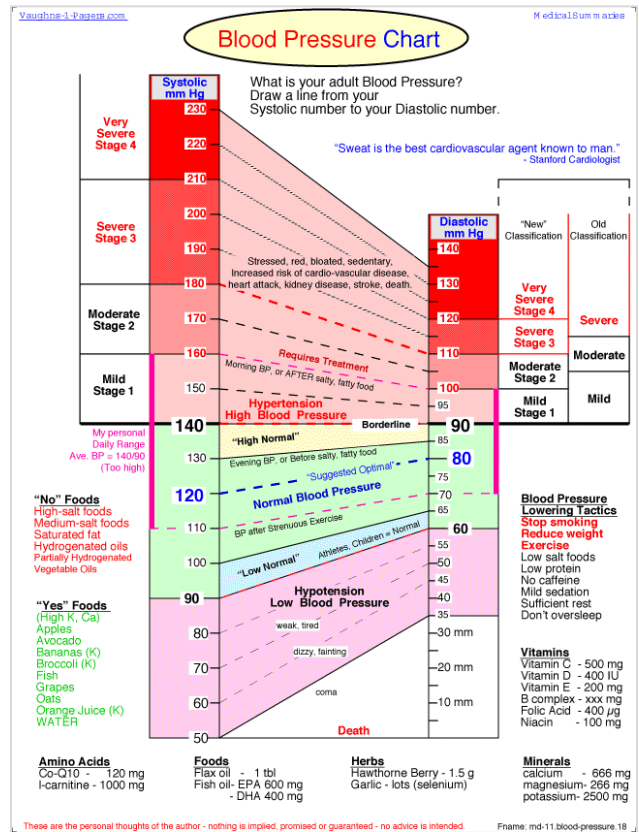 Vaughns-1-Pagers.com
MedicalSummaries
Blood Pressure Chart
Systolic
mm Hg
What is your adult Blood Pressure?
Draw a line from your
Systolic number to your Diastolic number.
"Sweat is the best cardiovascular agent known to man."
- Stanford Cardiologist
230
220
210
200
190
180
170
160
150
140
130
120
110
100
90
80
70
60
50
Very
Severe
Stage 4
Severe
Stage 3
Moderate
Stage 2
Mild
Stage 1
My personal
Daily Range
Ave. BP = 140/90
(Too high)
Stressed, red, bloated, sedentary,
Increased risk of cardio-vascular disease,
heart attack, kidney disease, stroke, death.
Requires Treatment
Morning BP, or AFTER salty, fatty food
Hypertension
High Blood Pressure
Borderline
"High Normal"
Evening BP, or Before salty, fatty food
"Suggested Optimal"
Normal Blood Pressure
BP after Strenuous Exercise
"Low Normal"
Athletes, Children = Normal
Hypotension
Low Blood Pressure
weak, tired
dizzy, fainting
coma
Death
Diastolic
mm Hg
140
130
120
110
100
95
90
85
80
75
70
65
60
55
50
45
40
35
30 mm
20 mm
10 mm
"New"
Classification
Old
Classification
Very
Severe
Stage 4
Severe
Stage 3
Moderate
Stage 2
Mild
Stage 1
Severe
Moderate
Mild
"No" Foods
High-salt foods
Medium-salt foods
Saturated fat
Hydrogenated oils
Partially Hydrogenated
Vegetable Oils
"Yes" Foods
(High K, Ca)
Apples
Avocado
Bananas (K)
Broccoli (K)
Fish
Grapes
Oats
Orange Juice (K)
WATER
Blood Pressure
Lowering Tactics
Stop smoking
Reduce weight
Exercise
Low salt foods
Low protein
No caffeine
Mild sedation
Sufficient rest
Don't oversleep
Vitamins
Vitamin C - 500 mg
Vitamin D - 400 IU
Vitamin E - 200 mg
B complex - xxx mg
Folic Acid - 400 µg
Niacin - 100 mg
Amino Acids
Co-Q10 - 120 mg
l-carnitine - 1000 mg
Foods
Flax oil - 1 tbl
Fish oil- EPA 600 mg
- DHA 400 mg
Herbs
Hawthorne Berry - 1.5 g
Garlic - lots (selenium)
Minerals
calcium - 666 mg
magnesium- 266 mg
potassium- 2500 mg
These are the personal thoughts of the author - nothing is implied, promised or guaranteed - no advice is intended.
Fname: md-11.blood-pressure.18